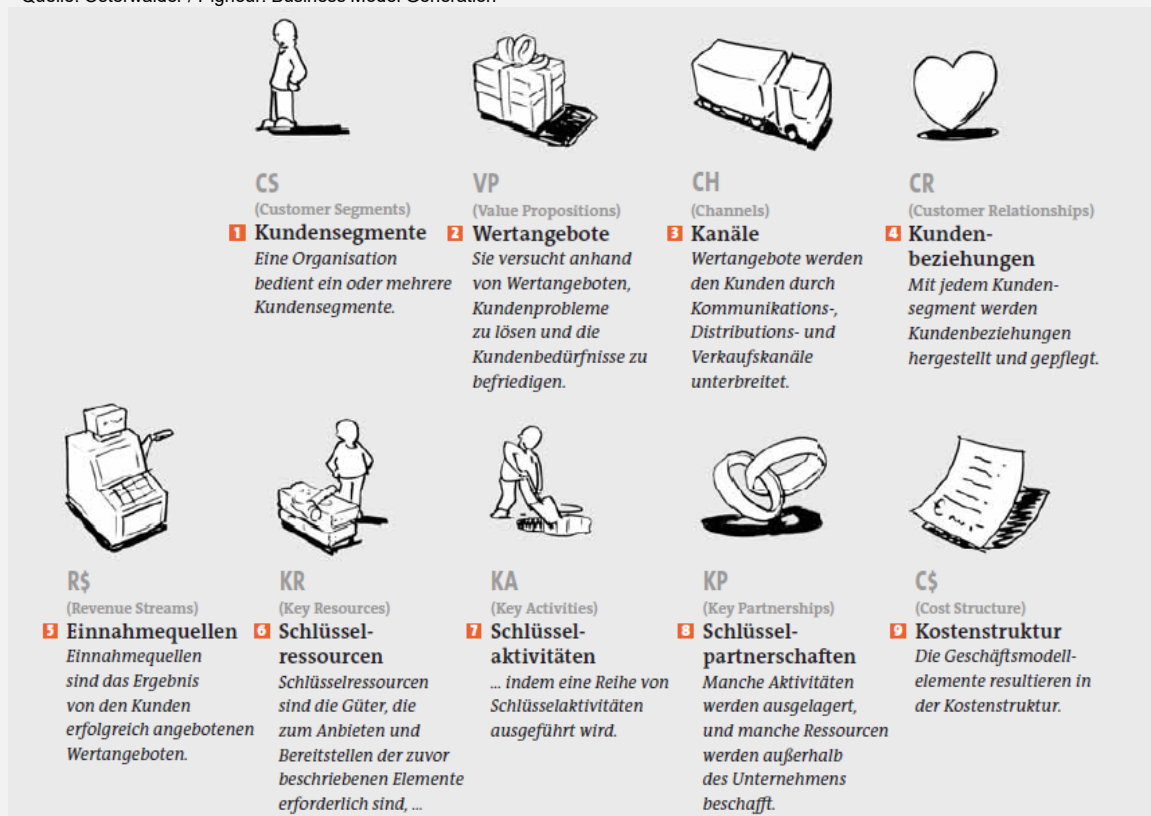 Quelle: Osterwalder / Pigneur: Business Model Generation
CS
(Customer Segments)
1 Kundensegmente
Eine Organisation
bedient ein oder mehrere
Kundensegmente.
VP
(Value Propositions)
2 Wertangebote
Sie versucht anhand
von Wertangeboten,
Kundenprobleme
zu lösen und die
Kundenbedürfnisse zu
befriedigen.
CH
(Channels)
3 Kanäle
Wertangebote werden
den Kunden durch
Kommunikations-,
Distributions- und
Verkaufskanäle
unterbreitet.
CR
(Customer Relationships)
4 Kunden-
beziehungen
Mit jedem Kunden-
segment werden
Kundenbeziehungen
hergestellt und gepflegt.
R$
(Revenue Streams)
5 Einnahmequellen
Einnahmequellen
sind das Ergebnis
von den Kunden
erfolgreich angebotenen
Wertangeboten.
KR
(Key Resources)
6 Schlüssel-
ressourcen
Schlüsselressourcen
sind die Güter, die
zum Anbieten und
Bereitstellen der zuvor
beschriebenen Elemente
erforderlich sind, ...
KA
(Key Activities)
7 Schlüssel-
aktivitäten
... indem eine Reihe von
Schlüsselaktivitäten
ausgeführt wird.
KP
(Key Partnerships)
8 Schlüssel-
partnerschaften
Manche Aktivitäten
werden ausgelagert,
und manche Ressourcen
werden außerhalb
des Unternehmens
beschafft.
C$
(Cost Structure)
9 Kostenstruktur
Die Geschäftsmodell-
elemente resultieren in
der Kostenstruktur.